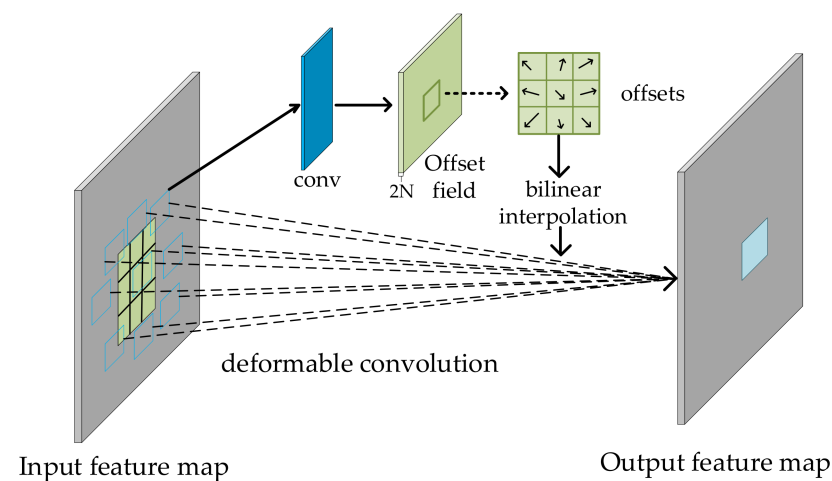 conv
2N
Offset
field
offsets
bilinear
interpolation
deformable convolution
Input feature map
Output feature map